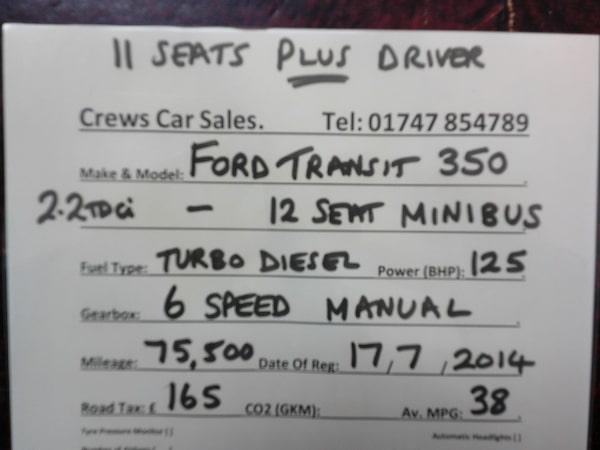 11 SEATS PLUS DRIVER
Crews Car Sales. Tel: 01747 854789
Make & Model: FORD TRANSIT 350
2.2TDCi - 12 SEAT MINIBUS
Fuel Type: TURBO DIESEL Power (BHP): 125
Gearbox: 6 SPEED MANUAL
Mileage: 75,500 Date Of Reg: 17,7,2014
Road Tax: £ 165 CO2 (GKM): Av. MPG: 38
Tyre Pressure Monitor ( ) Automatic Headlights ( )